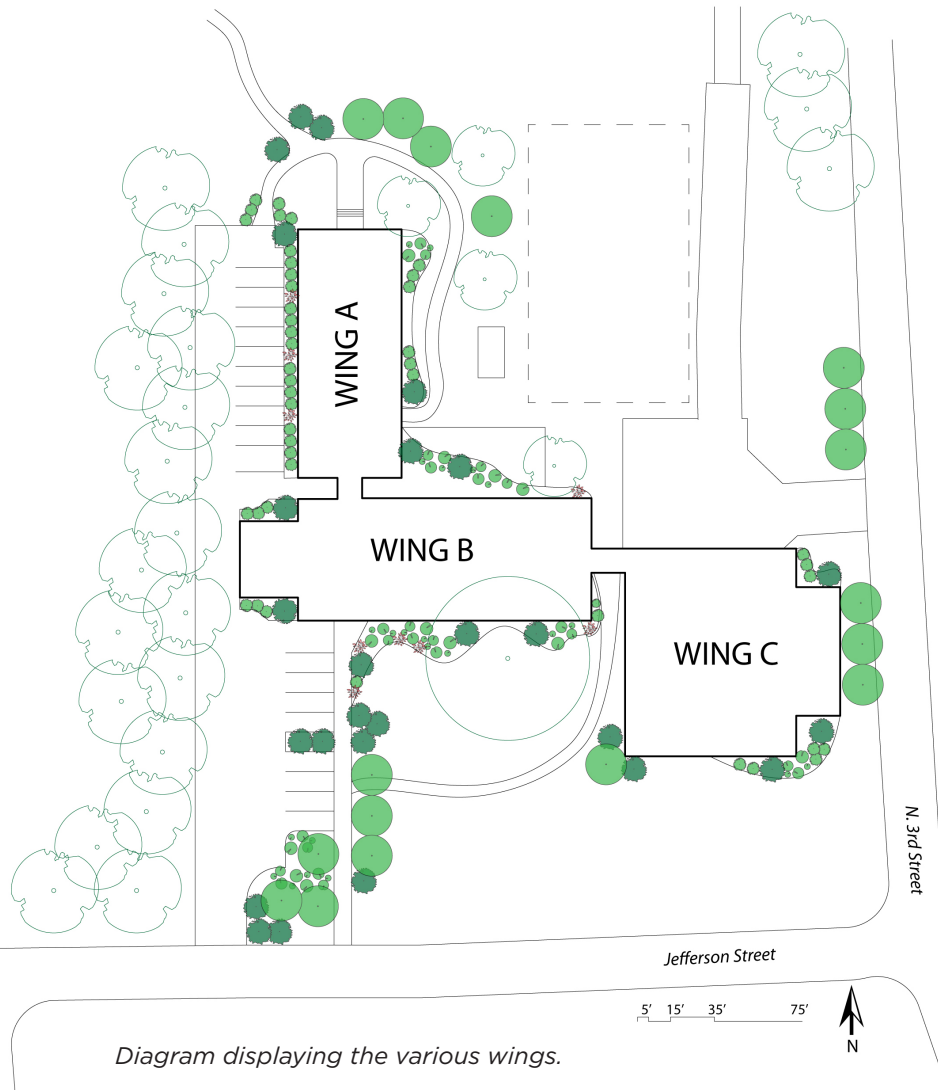 WING A
WING B
WING C
N. 3rd Street
Jefferson Street
5' 15' 35' 75'
N
Diagram displaying the various wings.